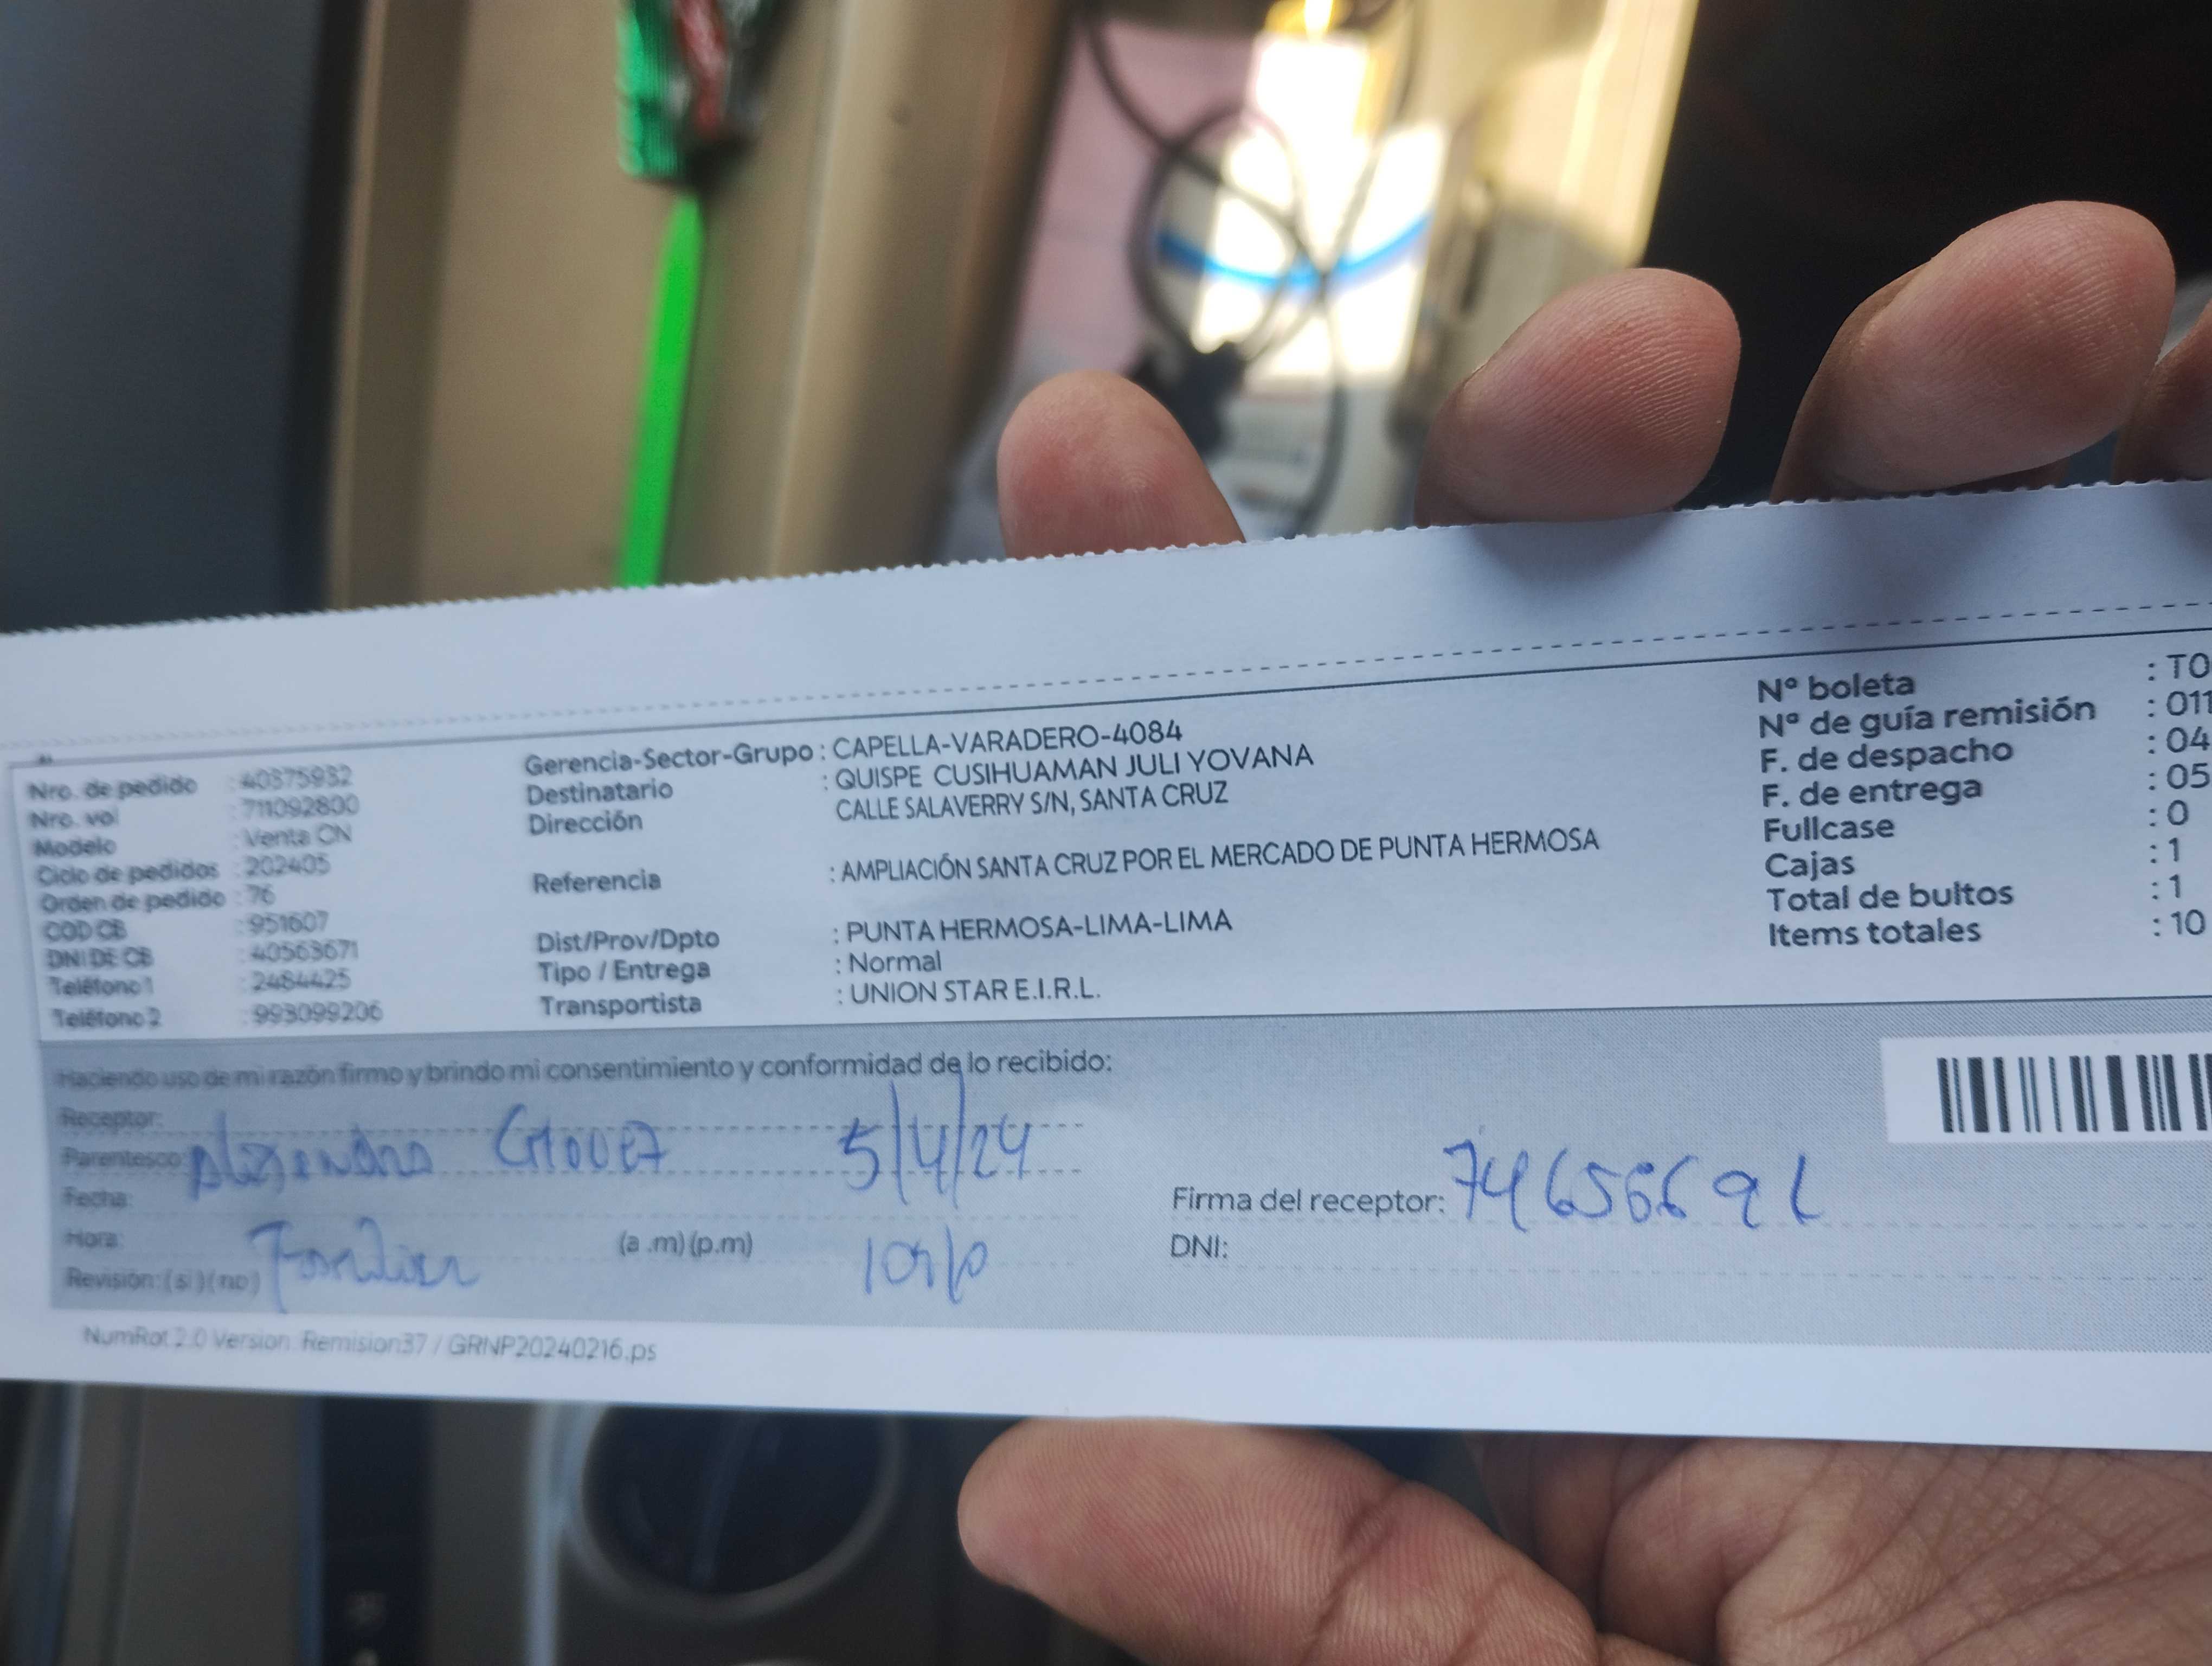 Nro. de pedido : 40375932
Nro. vol : 711092800
Modelo : Venta CN
Ciclo de pedidos : 202405
Orden de pedido : 76
COD CB : 951607
DNI DE CB : 40563671
Teléfono 1 : 2484425
Teléfono 2 : 993099206
Gerencia-Sector-Grupo : CAPELLA-VARADERO-4084
Destinatario : QUISPE CUSIHUAMAN JULI YOVANA
Dirección CALLE SALAVERRY S/N, SANTA CRUZ
Referencia : AMPLIACIÓN SANTA CRUZ POR EL MERCADO DE PUNTA HERMOSA
Dist/Prov/Dpto : PUNTA HERMOSA-LIMA-LIMA
Tipo / Entrega : Normal
Transportista : UNION STAR E.I.R.L.
Nº boleta : T0
Nº de guía remisión : 011
F. de despacho : 04
F. de entrega : 05
Fullcase : 0
Cajas : 1
Total de bultos : 1
Items totales : 10
Haciendo uso de mi razón firmo y brindo mi consentimiento y conformidad de lo recibido:
Receptor:
Parentesco: 5/4/24
Fecha:
Hora: (a .m) (p.m)
Revisión: (si) (no)
Firma del receptor:
DNI:
NumRot 2.0 Version: Remision37 / GRNP20240216.ps